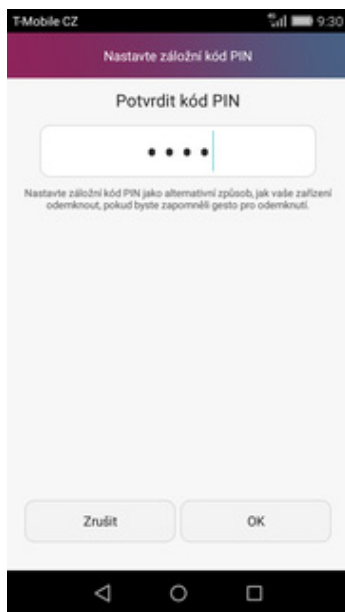 T-Mobile CZ 9:30
Nastavte záložní kód PIN
Potvrdit kód PIN
••••
Nastavte záložní kód PIN jako alternativní způsob, jak vaše zařízení
odemknout, pokud byste zapomněli gesto pro odemknutí.
Zrušit OK